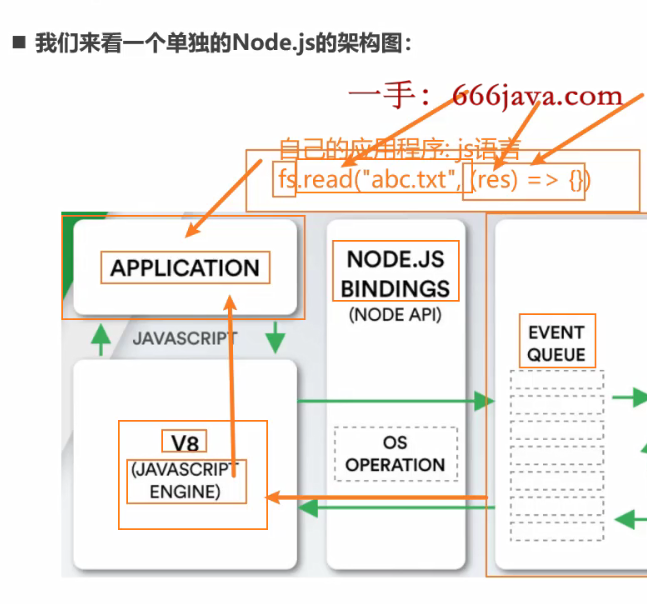 ■ 我们来看一个单独的Node.js的架构图：
一手：666java.com
自己的应用程序: js语言
fs.read("abc.txt", (res) => {})
APPLICATION
NODE.JS
BINDINGS
(NODE API)
JAVASCRIPT
EVENT
QUEUE
V8
(JAVASCRIPT
ENGINE)
OS
OPERATION